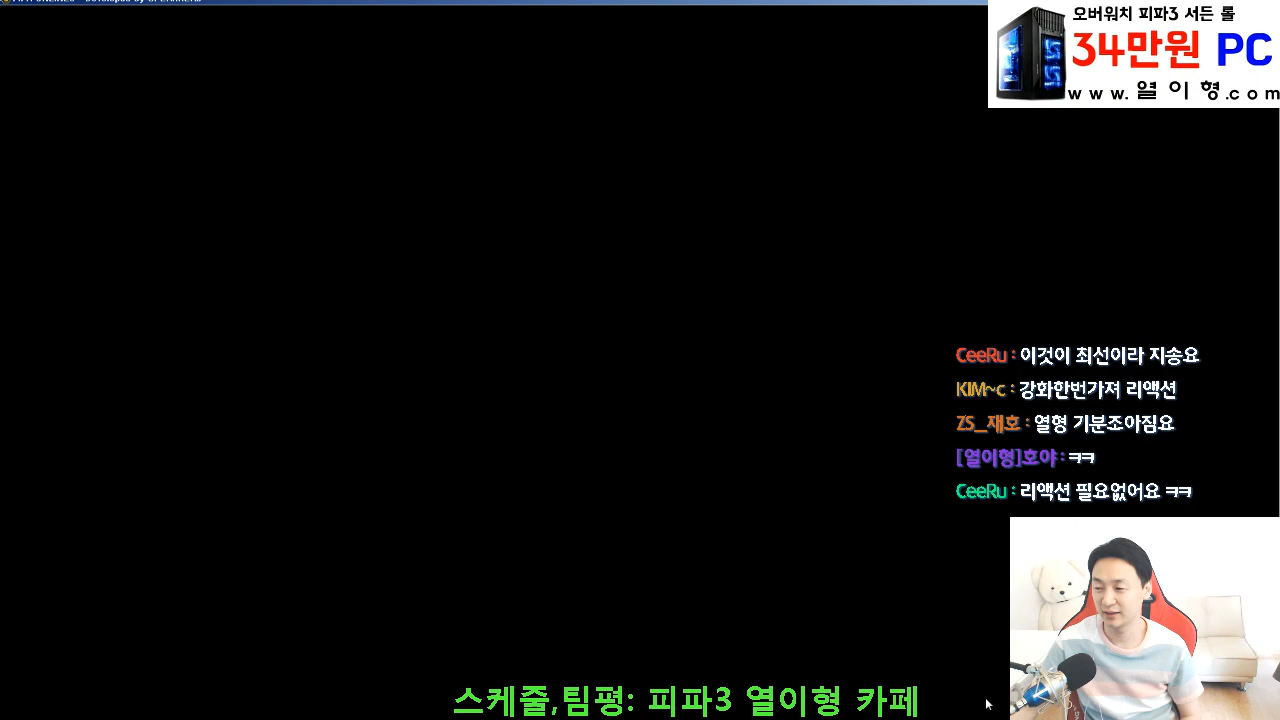 오버워치 피파3 서든 롤
34만원 PC
www.열이형.com
CeeRu : 이것이 최선이라 지송요
KIM~c : 강화한번가져 리액션
ZS_재호 : 열형 기분조아짐요
[열이형]호야 : ㅋㅋ
CeeRu : 리액션 필요없어요 ㅋㅋ
스케줄,팀평: 피파3 열이형 카페